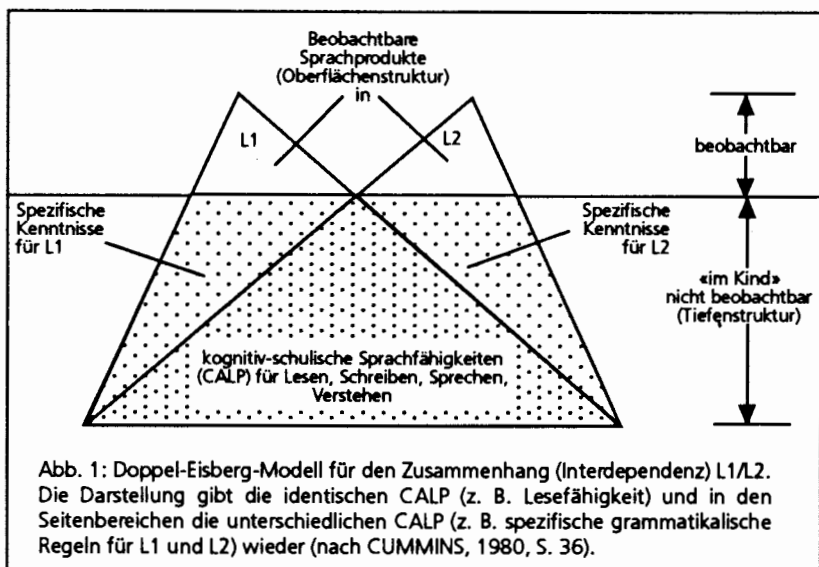 Beobachtbare
Sprachprodukte
(Oberflächenstruktur)
in
L1
L2
beobachtbar
Spezifische
Kenntnisse
für L1
Spezifische
Kenntnisse
für L2
«im Kind»
nicht beobachtbar
(Tiefenstruktur)
kognitiv-schulische Sprachfähigkeiten
(CALP) für Lesen, Schreiben, Sprechen,
Verstehen
Abb. 1: Doppel-Eisberg-Modell für den Zusammenhang (Interdependenz) L1/L2.
Die Darstellung gibt die identischen CALP (z. B. Lesefähigkeit) und in den
Seitenbereichen die unterschiedlichen CALP (z. B. spezifische grammatikalische
Regeln für L1 und L2) wieder (nach CUMMINS, 1980, S. 36).